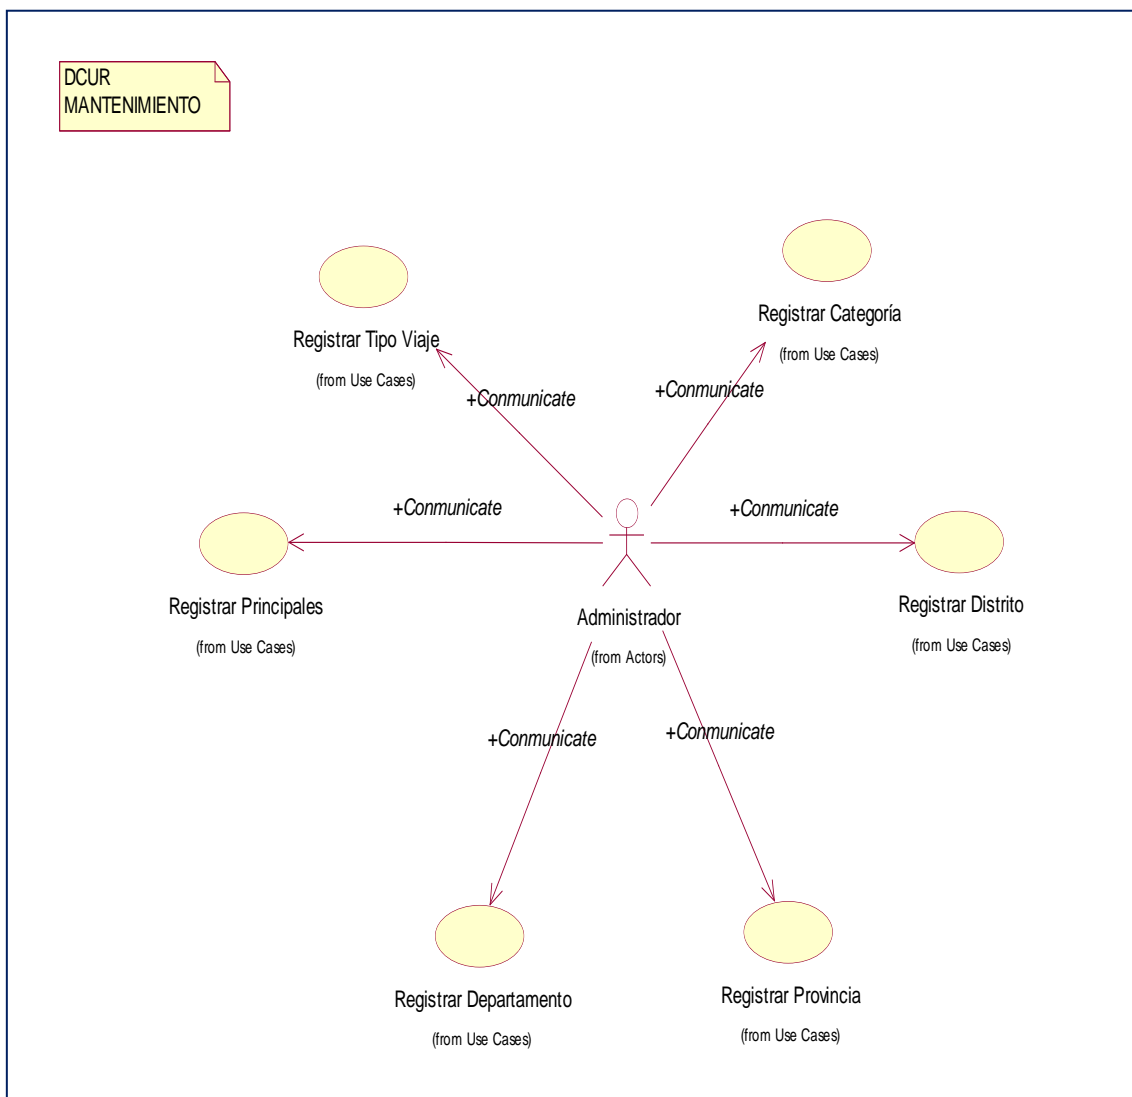 DCUR
MANTENIMIENTO
Registrar Categoría
(from Use Cases)
Registrar Tipo Viaje
(from Use Cases)
+Conmunicate
+Conmunicate
+Conmunicate
+Conmunicate
Registrar Principales
(from Use Cases)
Administrador
(from Actors)
Registrar Distrito
(from Use Cases)
+Conmunicate
+Conmunicate
Registrar Departamento
(from Use Cases)
Registrar Provincia
(from Use Cases)